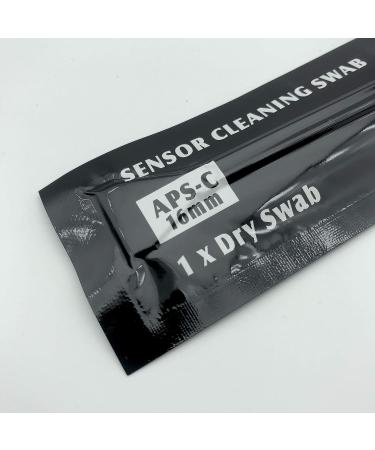 SENSOR CLEANING SWAB
APS-C
16mm
1 x Dry Swab